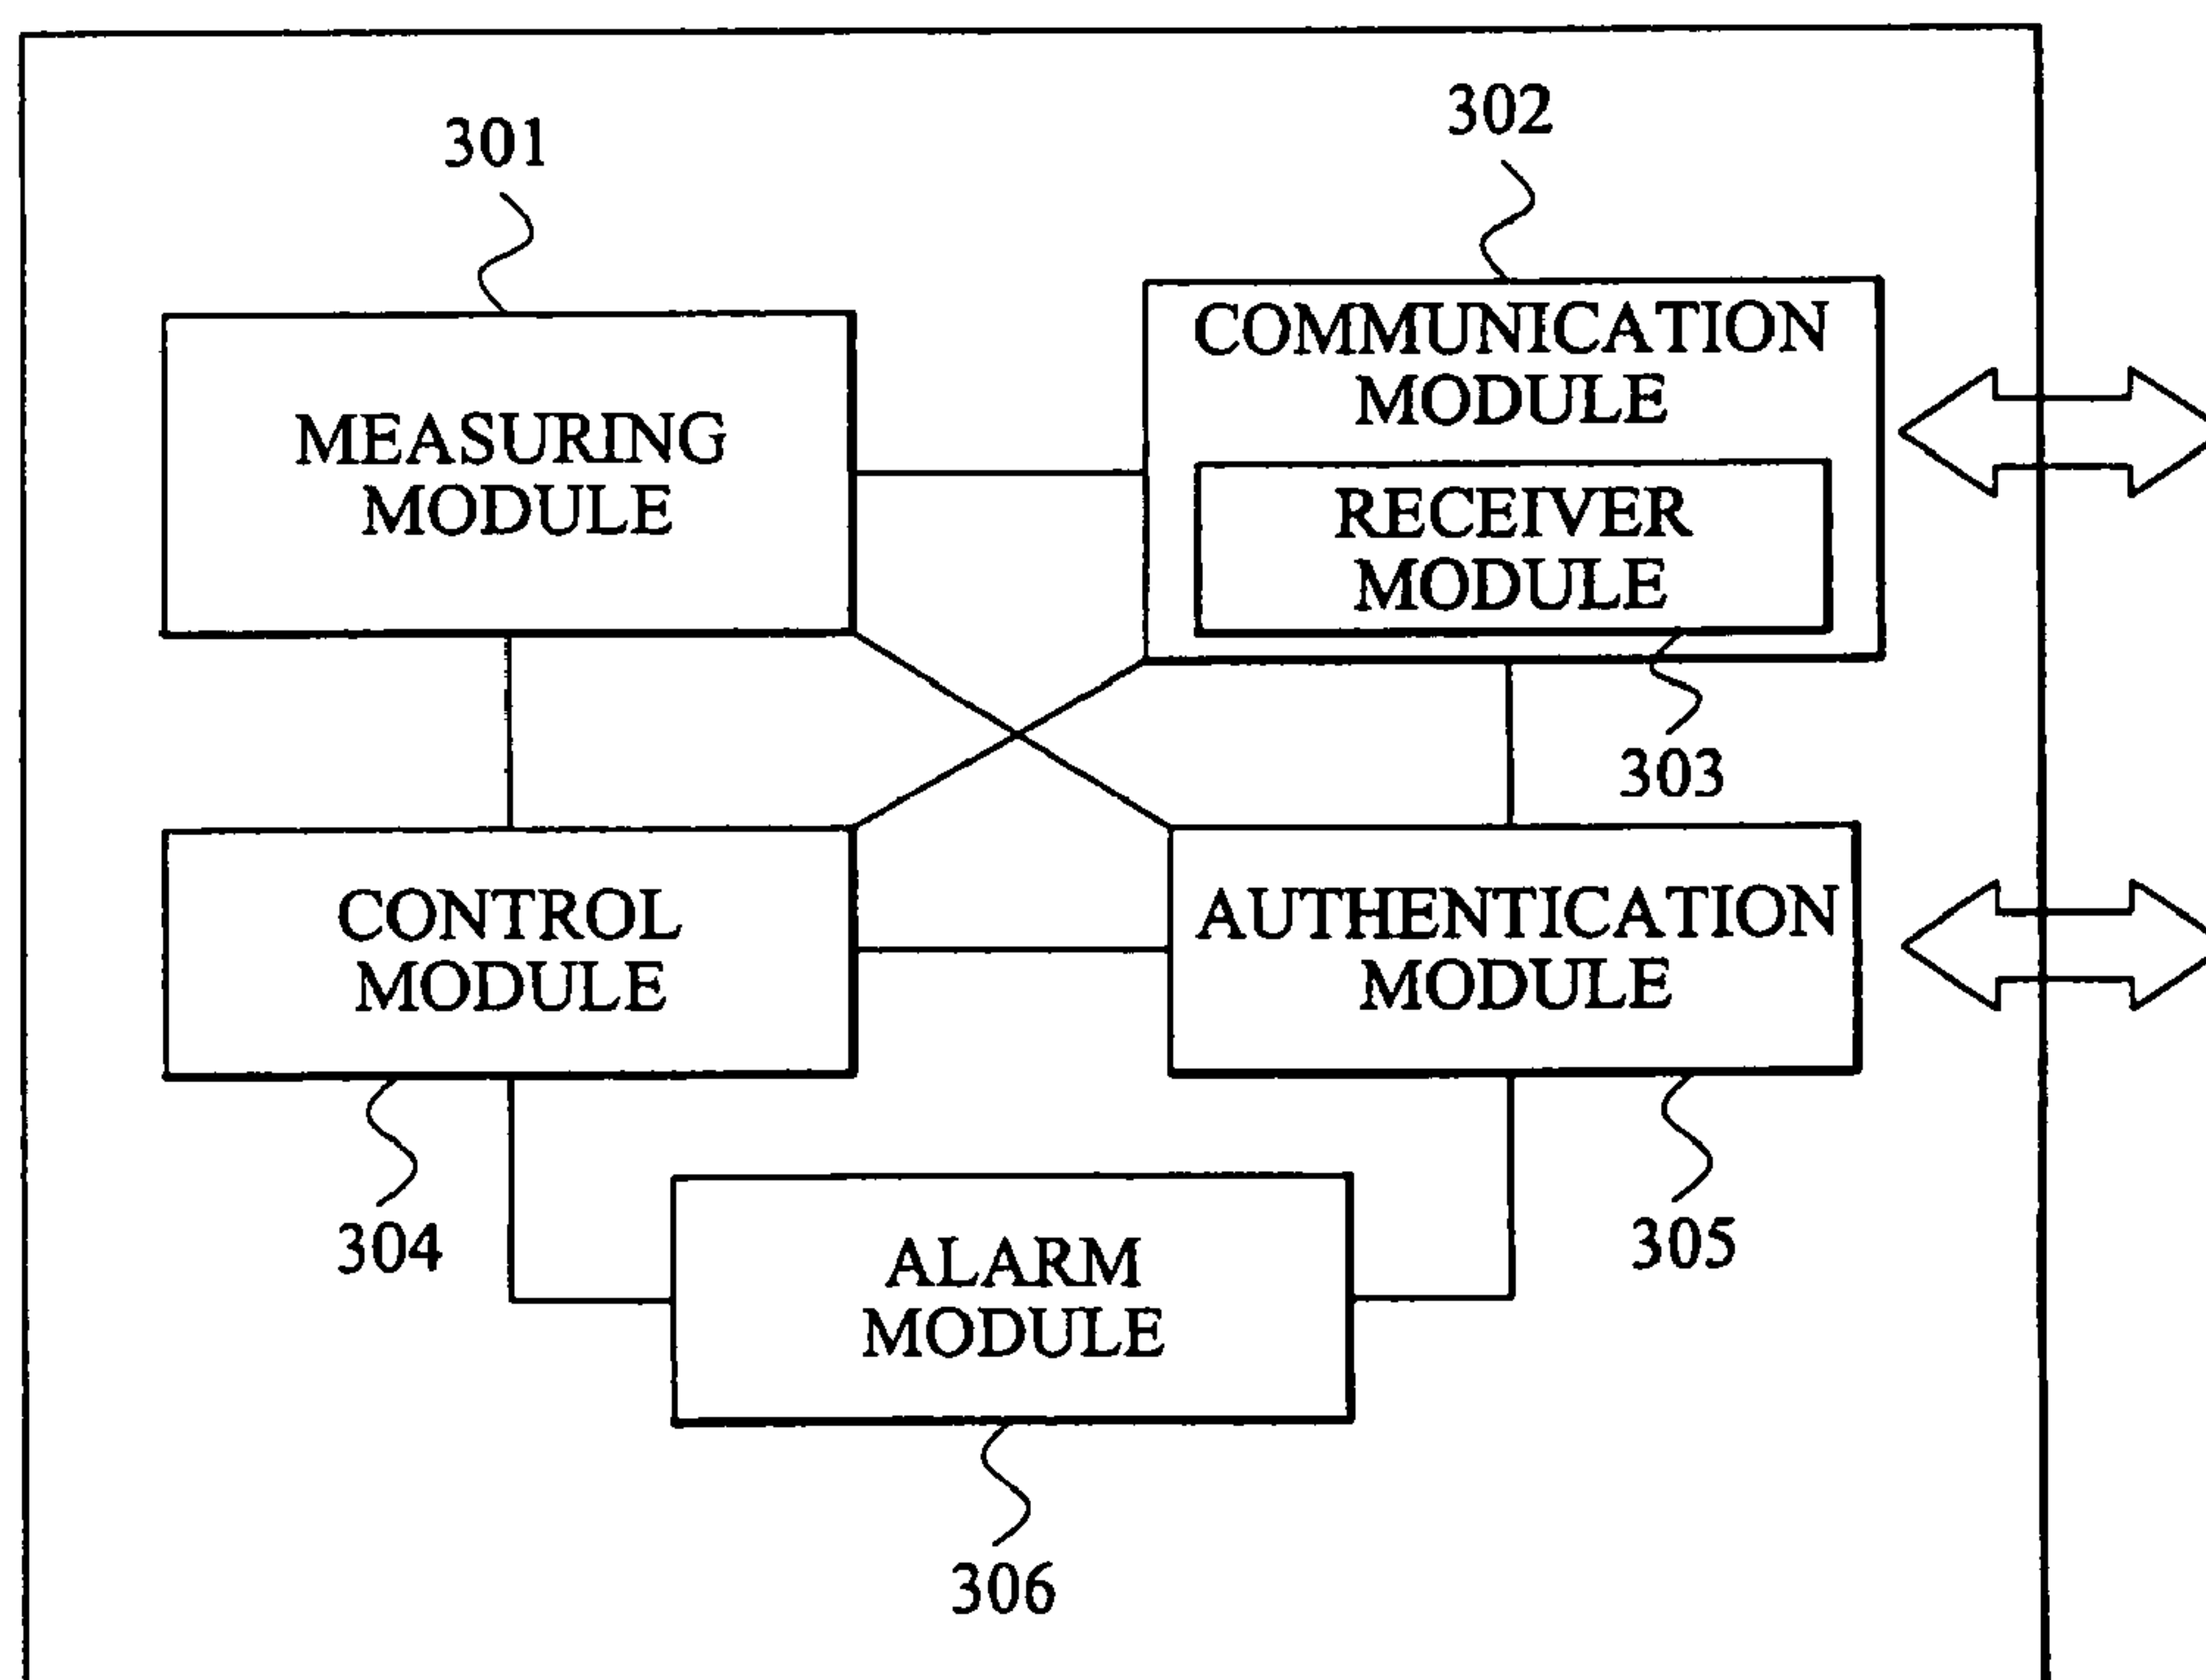 301
302
MEASURING
MODULE
COMMUNICATION
MODULE
RECEIVER
MODULE
303
CONTROL
MODULE
AUTHENTICATION
MODULE
304
305
ALARM
MODULE
306